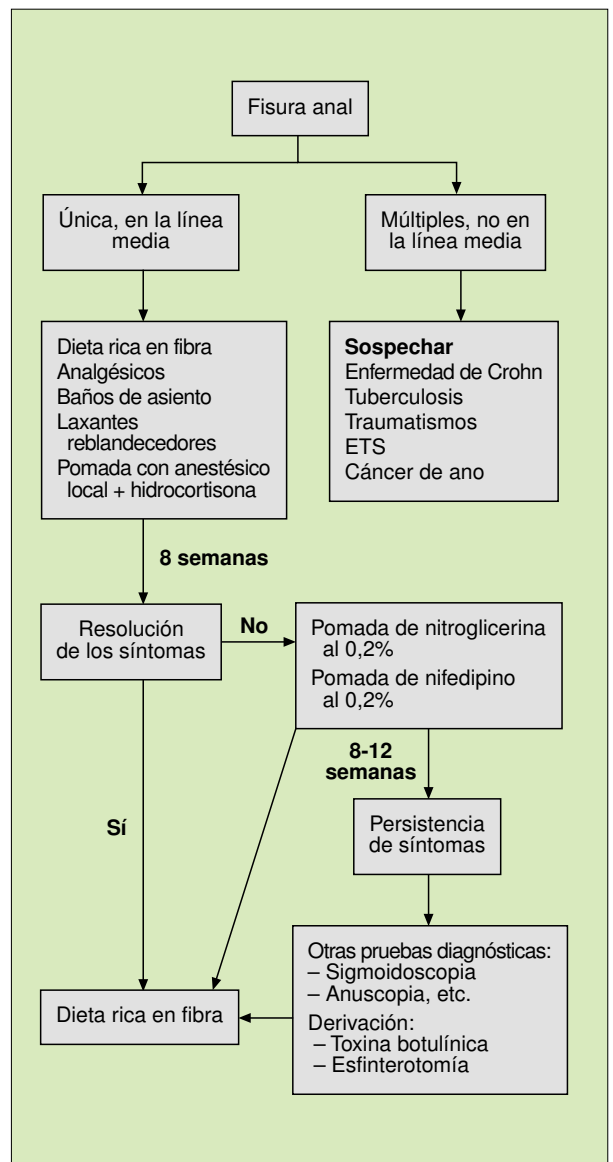 Fisura anal
Única, en la línea
media
Múltiples, no en
la línea media
Dieta rica en fibra
Analgésicos
Baños de asiento
Laxantes
reblandecedores
Pomada con anestésico
local + hidrocortisona
Sospechar
Enfermedad de Crohn
Tuberculosis
Traumatismos
ETS
Cáncer de ano
8 semanas
Resolución
de los síntomas
No
Pomada de nitroglicerina
al 0,2%
Pomada de nifedipino
al 0,2%
8-12
semanas
Sí
Persistencia
de síntomas
Otras pruebas diagnósticas:
– Sigmoidoscopia
– Anuscopia, etc.
Derivación:
– Toxina botulínica
– Esfinterotomía
Dieta rica en fibra